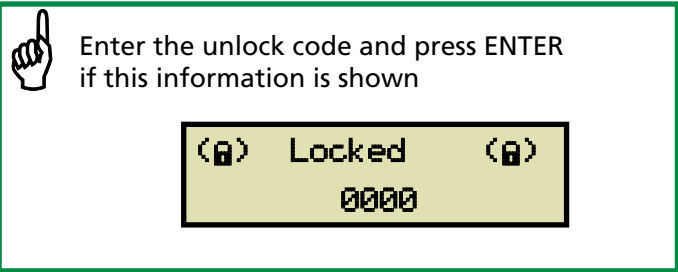 Enter the unlock code and press ENTER
if this information is shown
(🔒) Locked (🔒)
0000